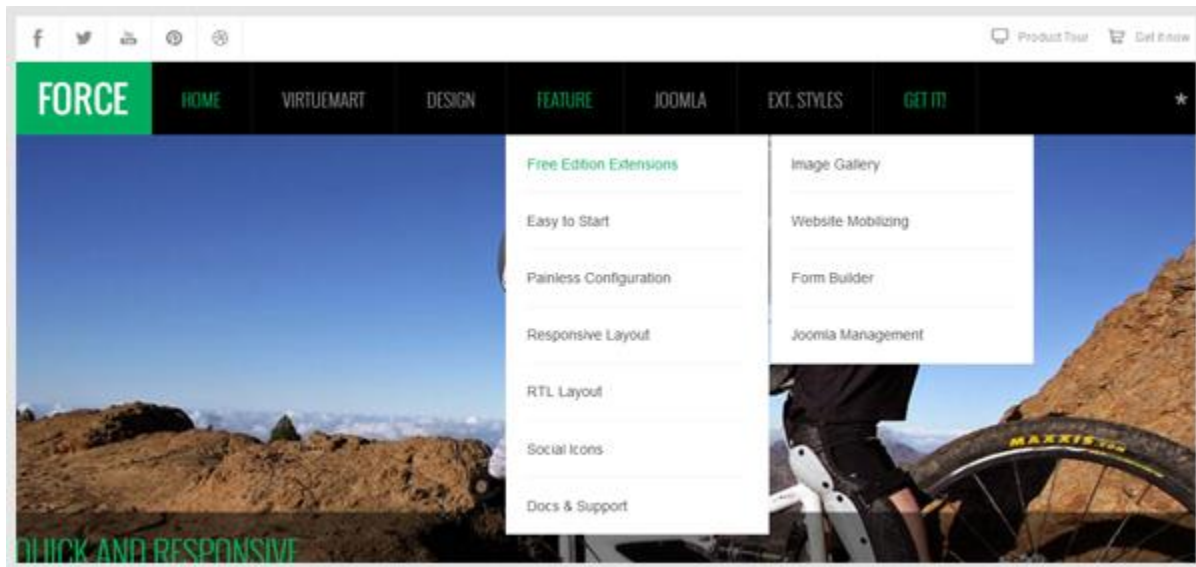 Product Tour Get it now
FORCE HOME VIRTUEMART DESIGN FEATURE JOOMLA EXT. STYLES GET IT! *
Free Edition Extensions
Easy to Start
Painless Configuration
Responsive Layout
RTL Layout
Social Icons
Docs & Support
Image Gallery
Website Mobilizing
Form Builder
Joomla Management
MAXXIS.COM
QUICK AND RESPONSIVE